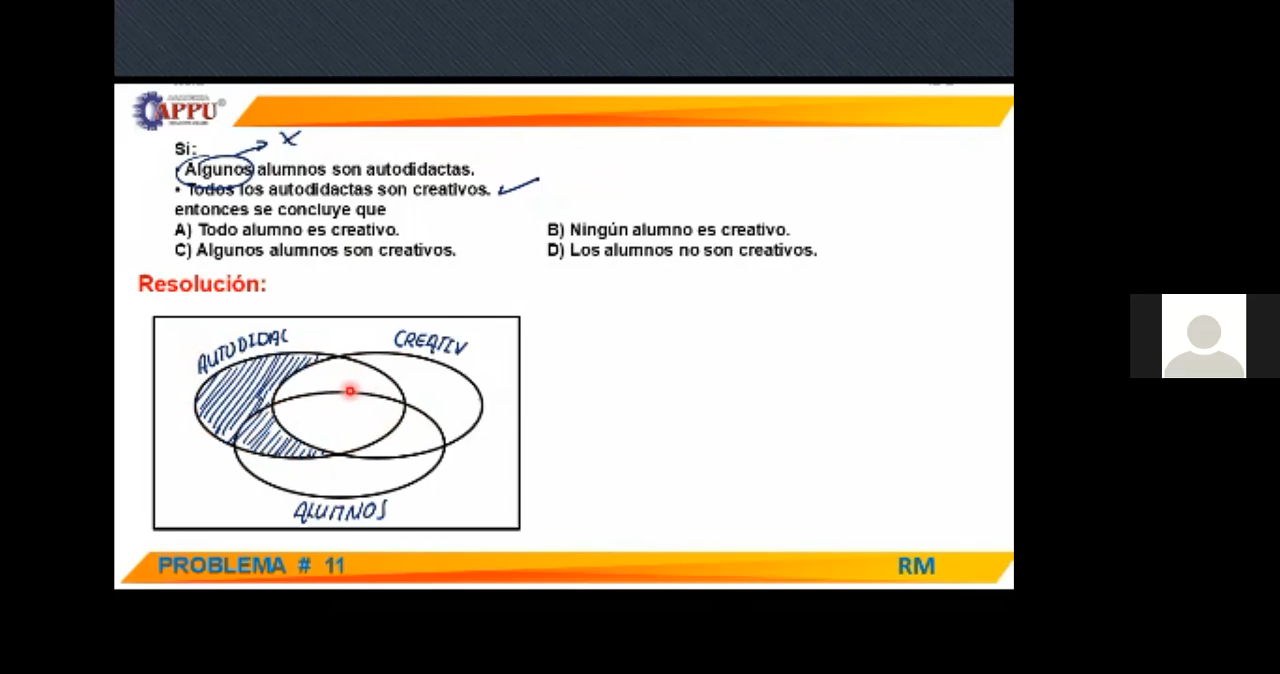 APPU
Si: x
• Algunos alumnos son autodidactas.
• Todos los autodidactas son creativos.
entonces se concluye que
A) Todo alumno es creativo. B) Ningún alumno es creativo.
C) Algunos alumnos son creativos. D) Los alumnos no son creativos.
Resolución:
AUTODIDAC CREATIV
ALUMNOS
PROBLEMA # 11 RM